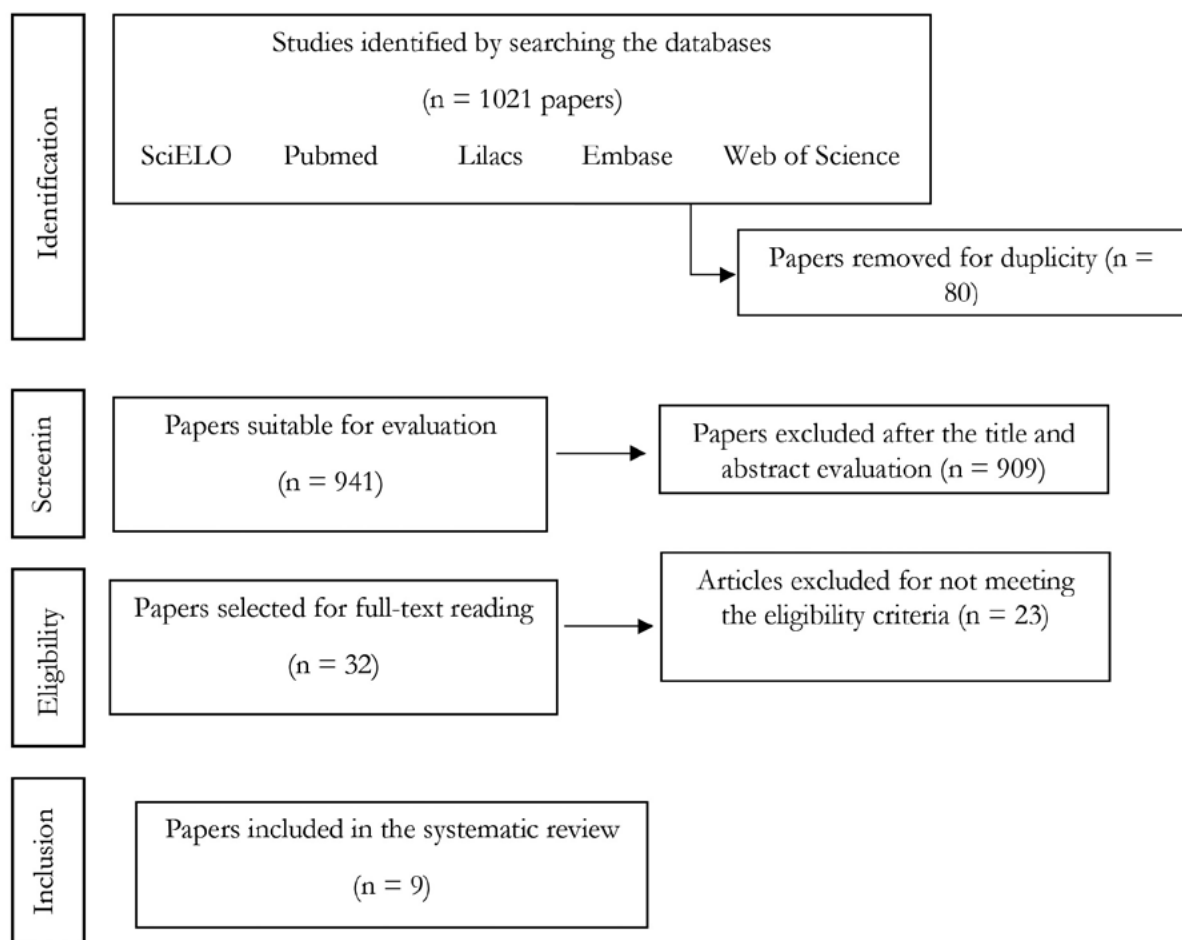 Identification
Studies identified by searching the databases
(n = 1021 papers)
SciELO Pubmed Lilacs Embase Web of Science
Papers removed for duplicity (n =
80)
Screenin
Papers suitable for evaluation
(n = 941)
Papers excluded after the title and
abstract evaluation (n = 909)
Eligibility
Papers selected for full-text reading
(n = 32)
Articles excluded for not meeting
the eligibility criteria (n = 23)
Inclusion
Papers included in the systematic review
(n = 9)